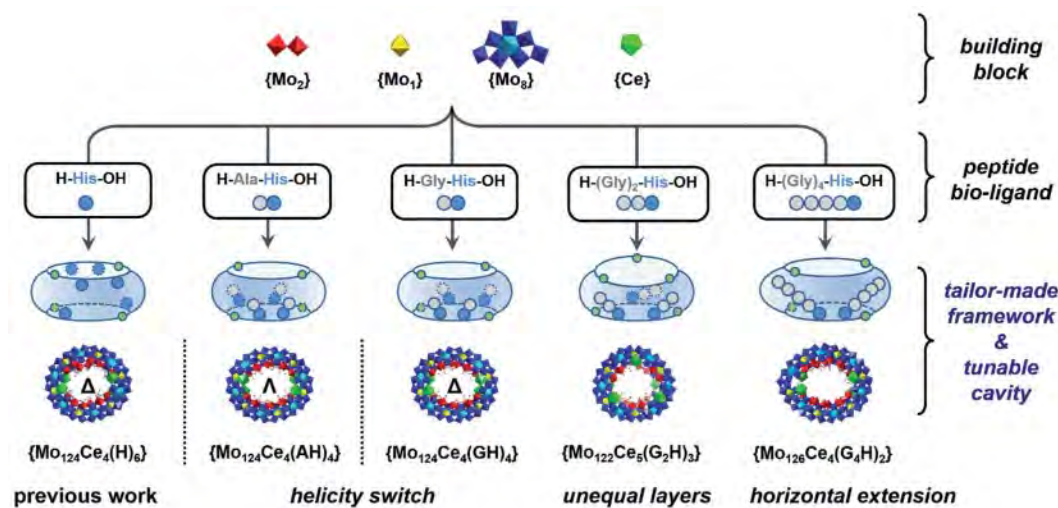 {Mo₂} {Mo₁} {Mo₈} {Ce}
building
block
H-His-OH
H-Ala-His-OH
H-Gly-His-OH
H-(Gly)₂-His-OH
H-(Gly)₄-His-OH
peptide
bio-ligand
tailor-made
framework
&
tunable
cavity
Δ
Λ
Δ
{Mo₁₂₄Ce₄(H)₆}
{Mo₁₂₄Ce₄(AH)₄}
{Mo₁₂₄Ce₄(GH)₄}
{Mo₁₂₂Ce₅(G₂H)₃}
{Mo₁₂₆Ce₄(G₄H)₂}
previous work
helicity switch
unequal layers
horizontal extension